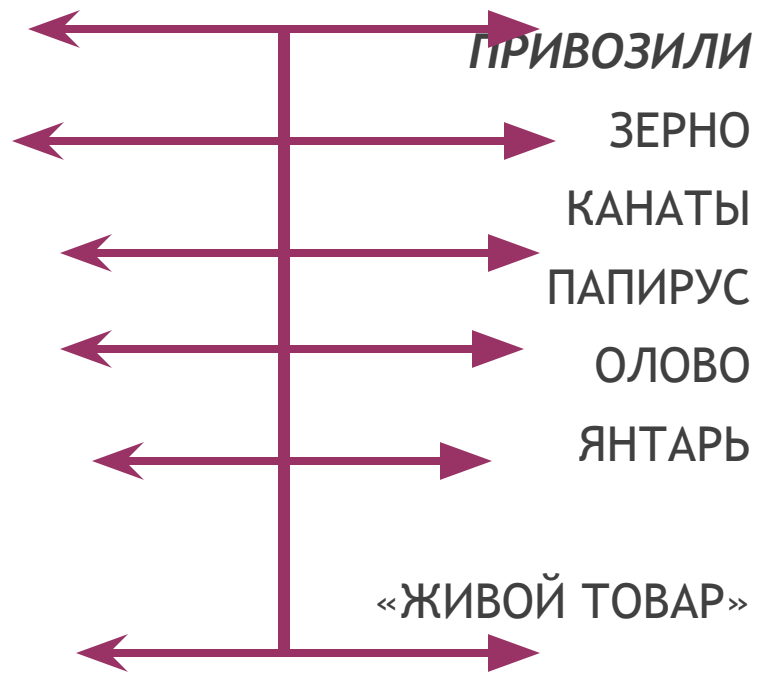 ПРИВОЗИЛИ
ЗЕРНО
КАНАТЫ
ПАПИРУС
ОЛОВО
ЯНТАРЬ
«ЖИВОЙ ТОВАР»